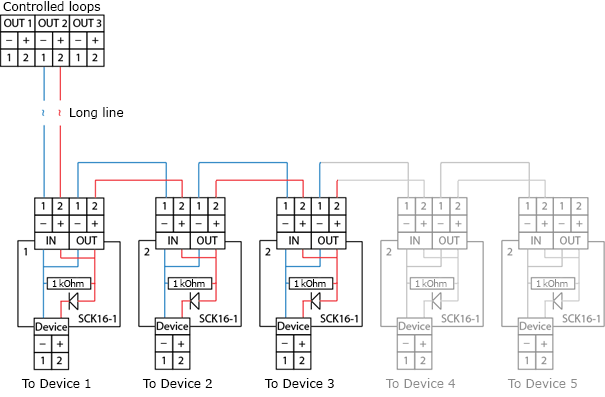 Controlled loops
OUT 1 OUT 2 OUT 3
− + − + − +
1 2 1 2 1 2
~ ~ Long line
1 2 1 2 1 2 1 2 1 2 1 2 1 2 1 2 1 2 1 2
− + − + − + − + − + − + − + − + − + − +
IN OUT IN OUT IN OUT IN OUT IN OUT
1 2 2 2 2
1 kOhm 1 kOhm 1 kOhm 1 kOhm 1 kOhm
SCK16-1 SCK16-1 SCK16-1 SCK16-1 SCK16-1
Device Device Device Device Device
− + − + − + − + − +
1 2 1 2 1 2 1 2 1 2
To Device 1 To Device 2 To Device 3 To Device 4 To Device 5